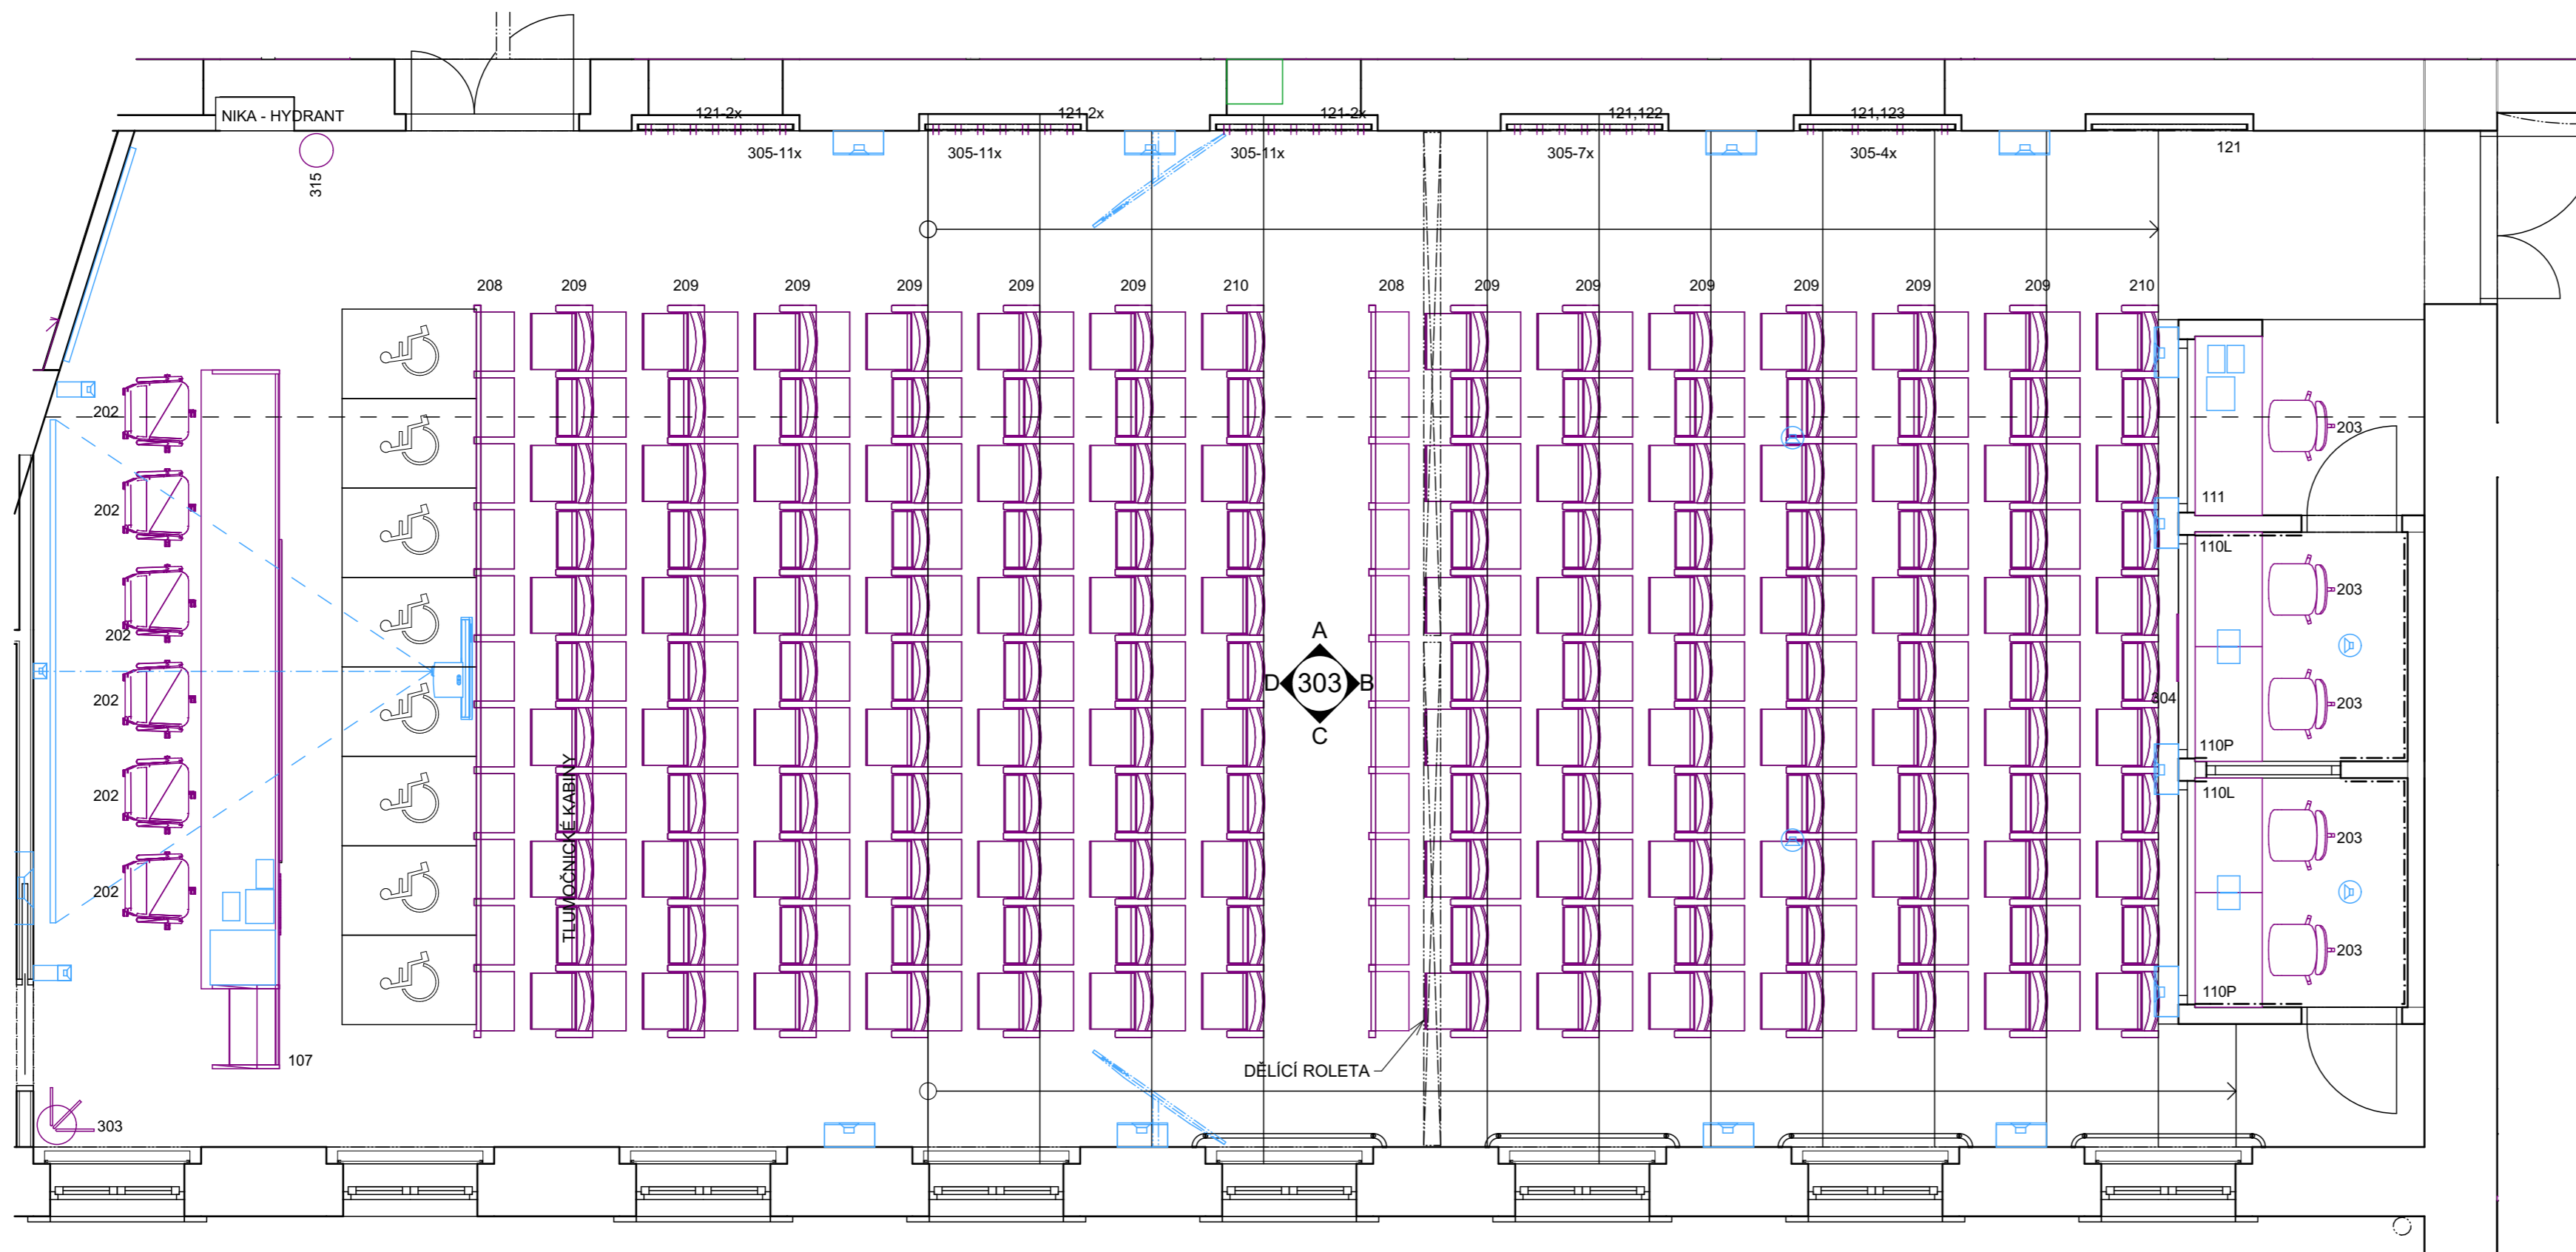 NIKA - HYDRANT
121-2x
121-2x
121-2x
121,122
121,123
121
305-11x
305-11x
305-11x
305-7x
305-4x
315
208
209
209
209
209
209
209
210
208
209
209
209
209
209
209
210
202
202
202
202
202
202
203
203
203
203
203
111
110L
110P
110L
110P
304
A
D
303
B
C
TLUMOČNICKÉ KABINY
DĚLÍCÍ ROLETA
107
303